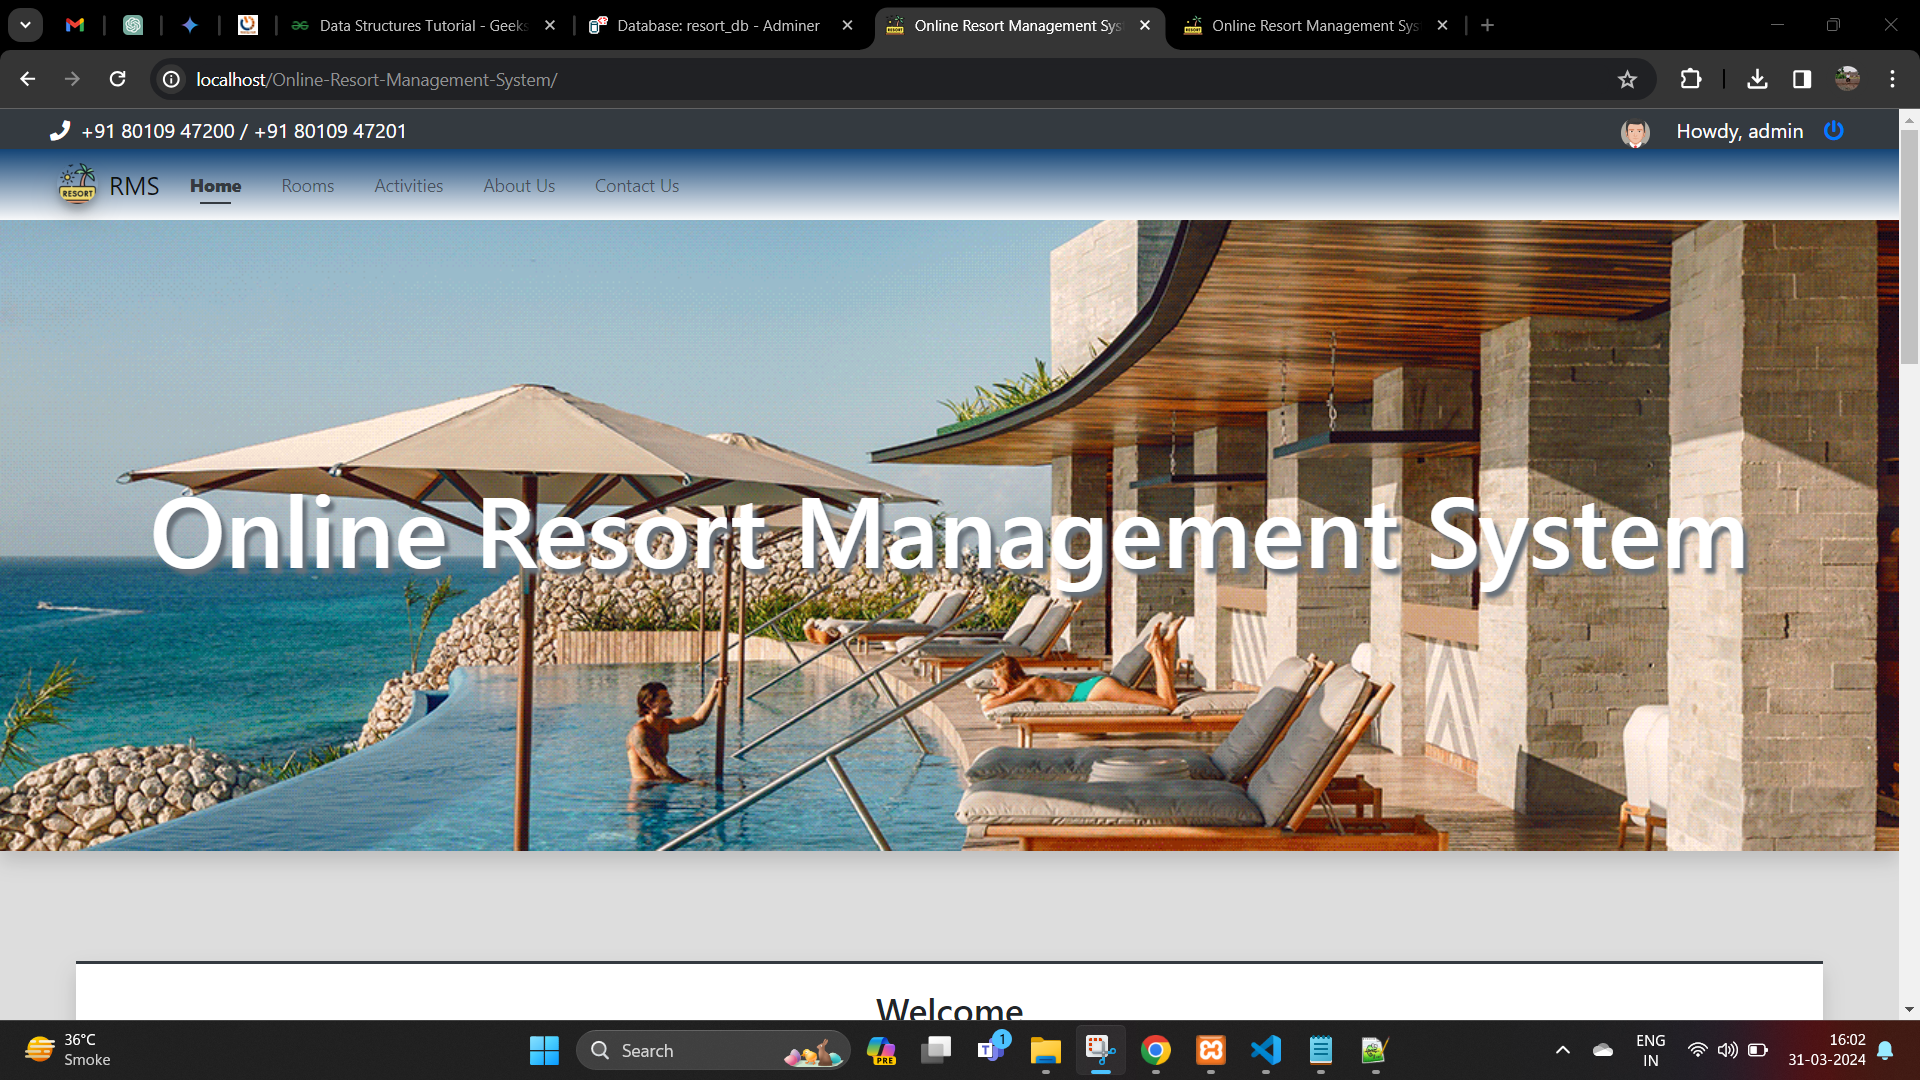 Data Structures Tutorial - Geeks
Database: resort_db - Adminer
Online Resort Management Sys
Online Resort Management Sys
localhost/Online-Resort-Management-System/
+91 80109 47200 / +91 80109 47201
Howdy, admin
RESORT
RMS
Home
Rooms
Activities
About Us
Contact Us
Online Resort Management System
Welcome
36°C
Smoke
Search
PRE
1
ENG
IN
16:02
31-03-2024